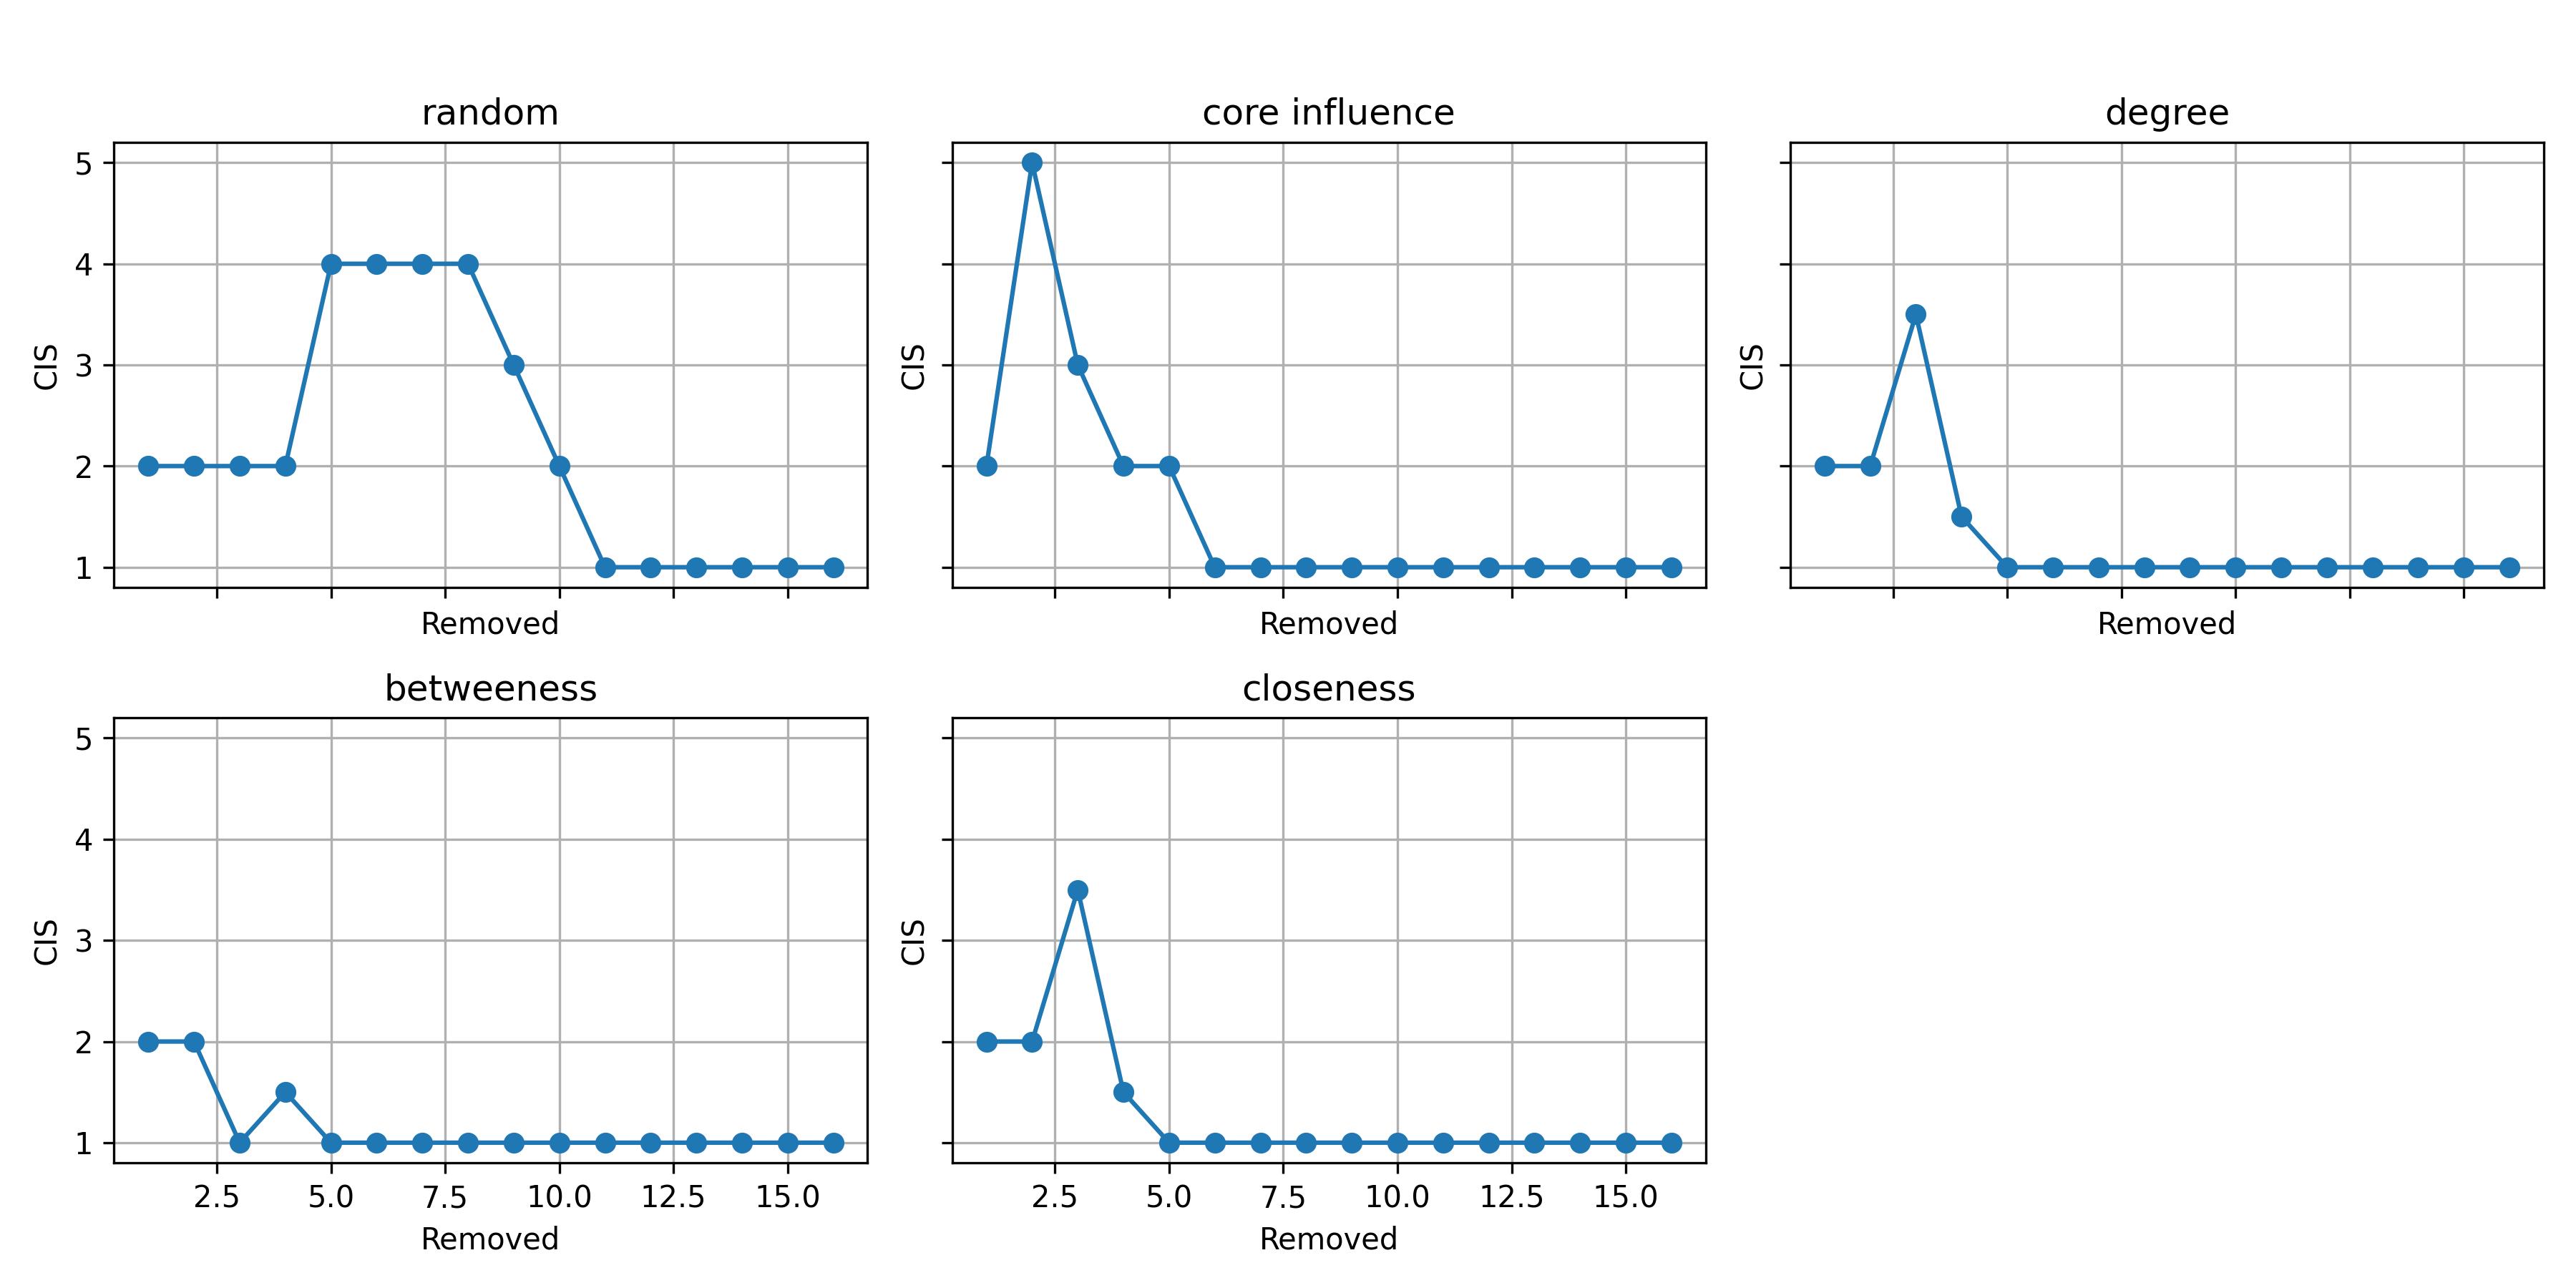 random
core influence
degree
5
4
3
2
1
CIS
CIS
CIS
Removed
Removed
Removed
betweeness
closeness
5
4
3
2
1
CIS
CIS
2.5 5.0 7.5 10.0 12.5 15.0
2.5 5.0 7.5 10.0 12.5 15.0
Removed
Removed